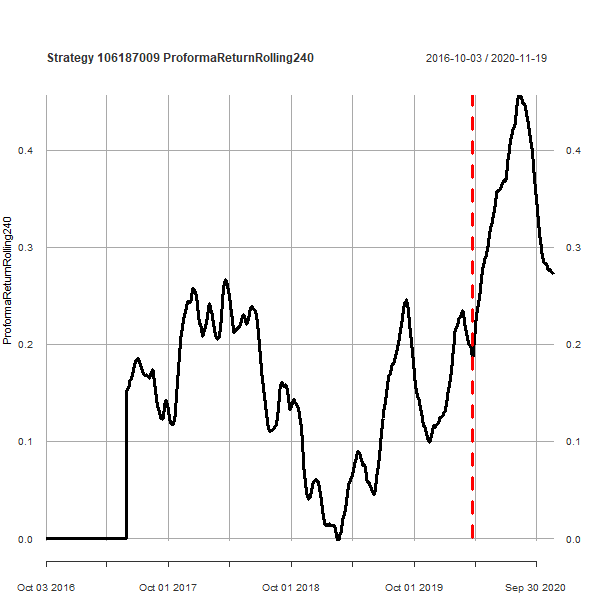 Strategy 106187009 ProformaReturnRolling240
2016-10-03 / 2020-11-19
ProformaReturnRolling240
0.4
0.3
0.2
0.1
0.0
0.4
0.3
0.2
0.1
0.0
Oct 03 2016
Oct 01 2017
Oct 01 2018
Oct 01 2019
Sep 30 2020